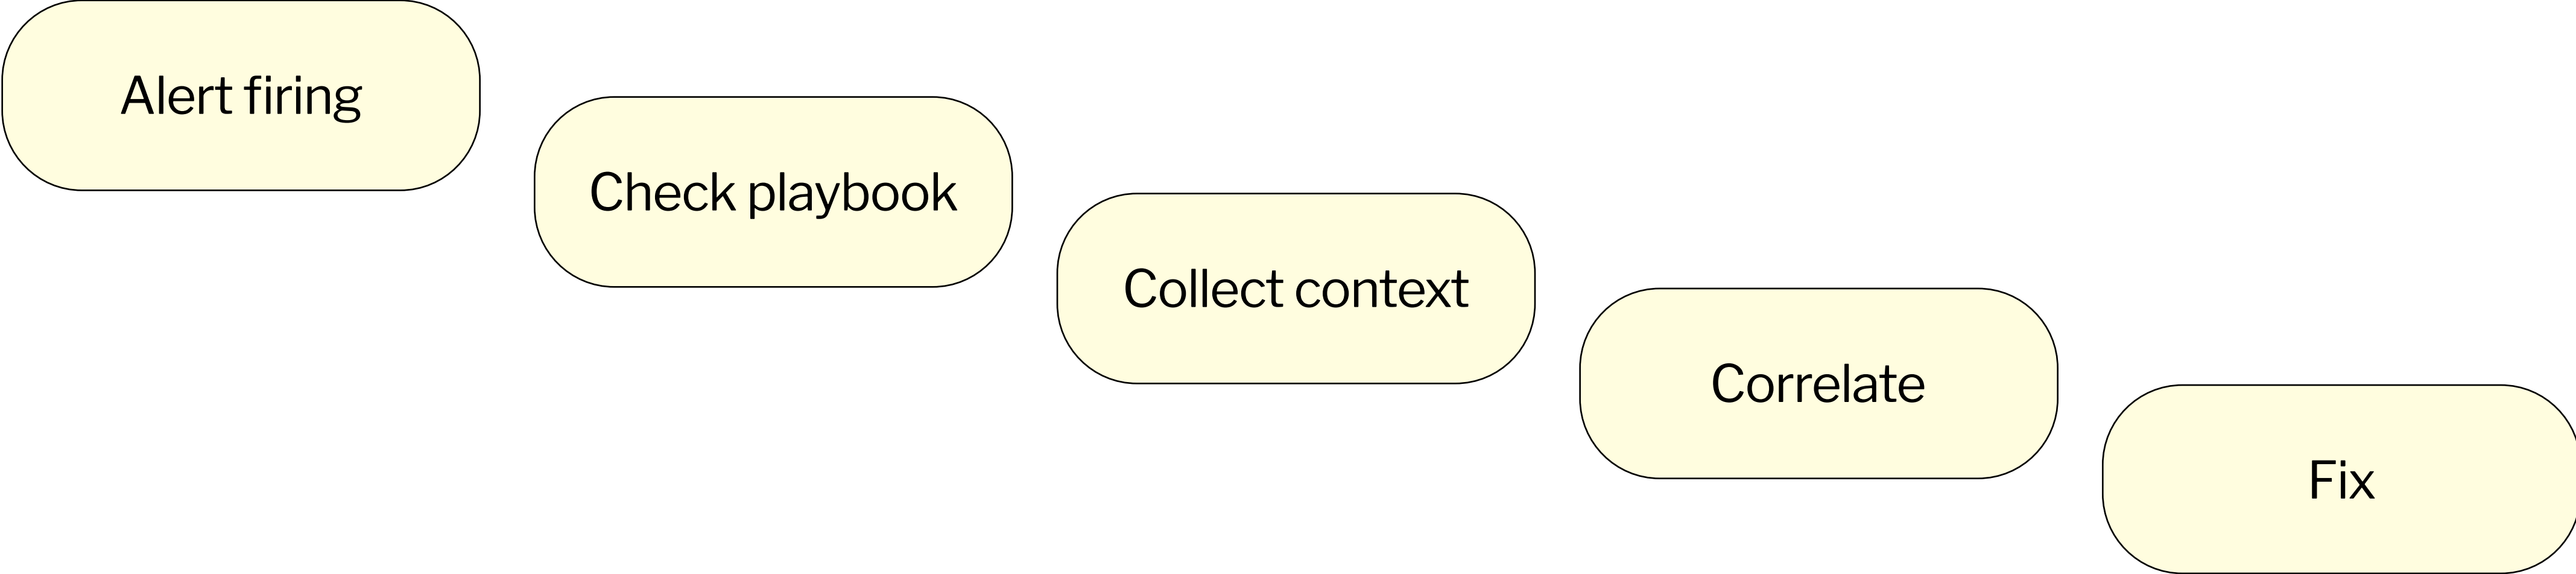 Alert firing
Check playbook
Collect context
Correlate
Fix